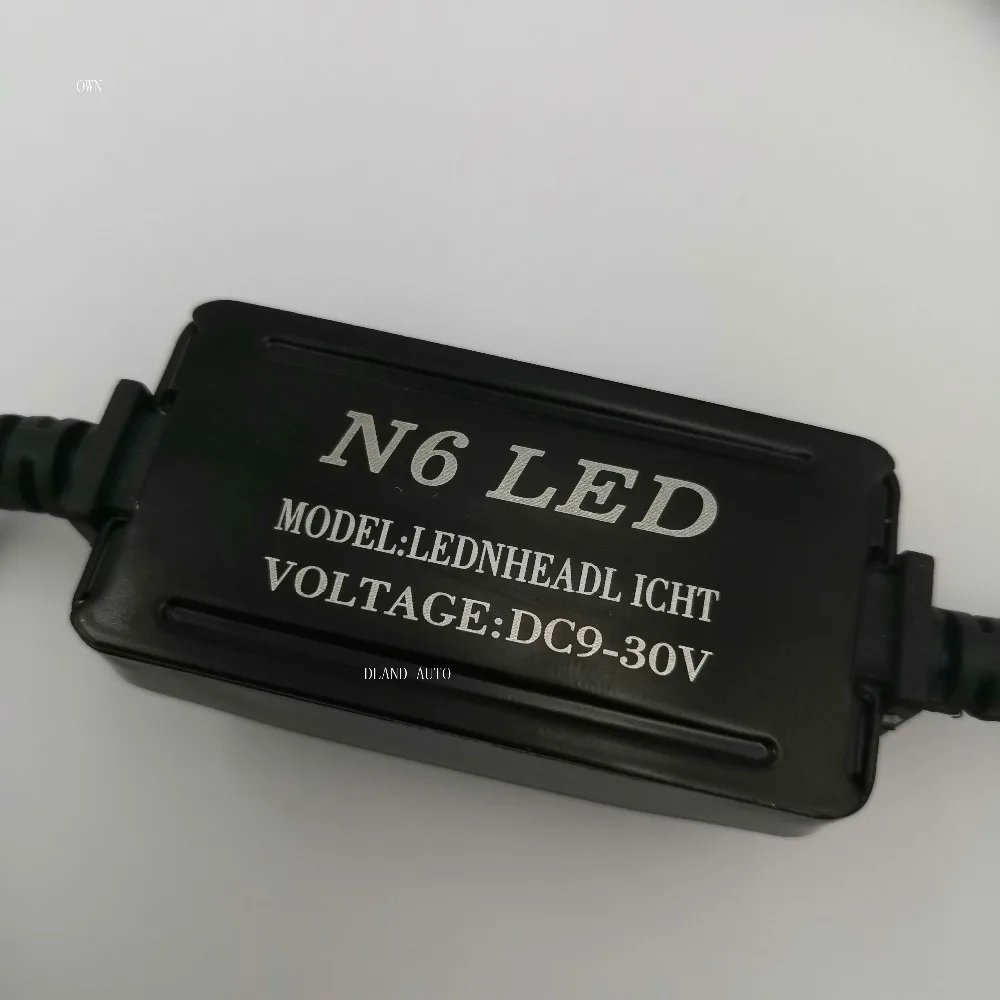 OWN
N6 LED
MODEL:LEDNHEADL ICHT
VOLTAGE:DC9-30V
DLAND AUTO